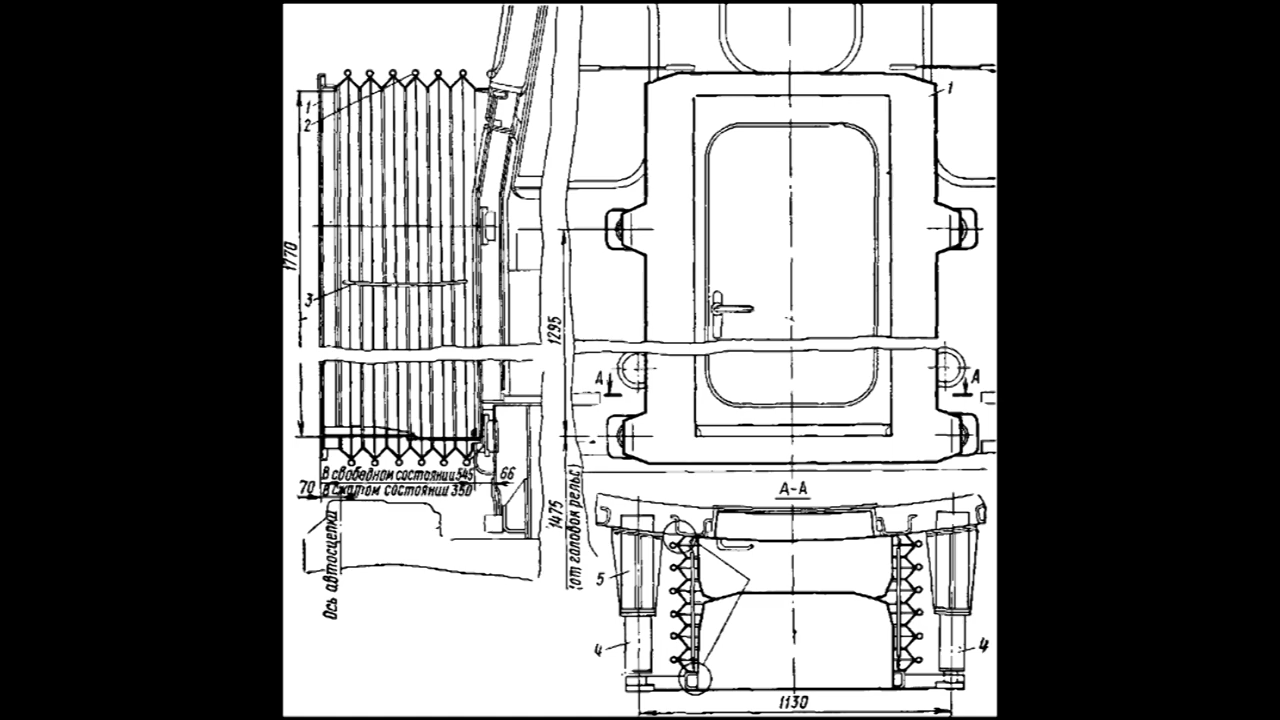 1
2
1770
3
В свободном состоянии 545
66
70
В сжатом состоянии 350
Ось автосцепки
1295
1475
(от головок рельс)
1
А
А
А-А
5
4
4
1130